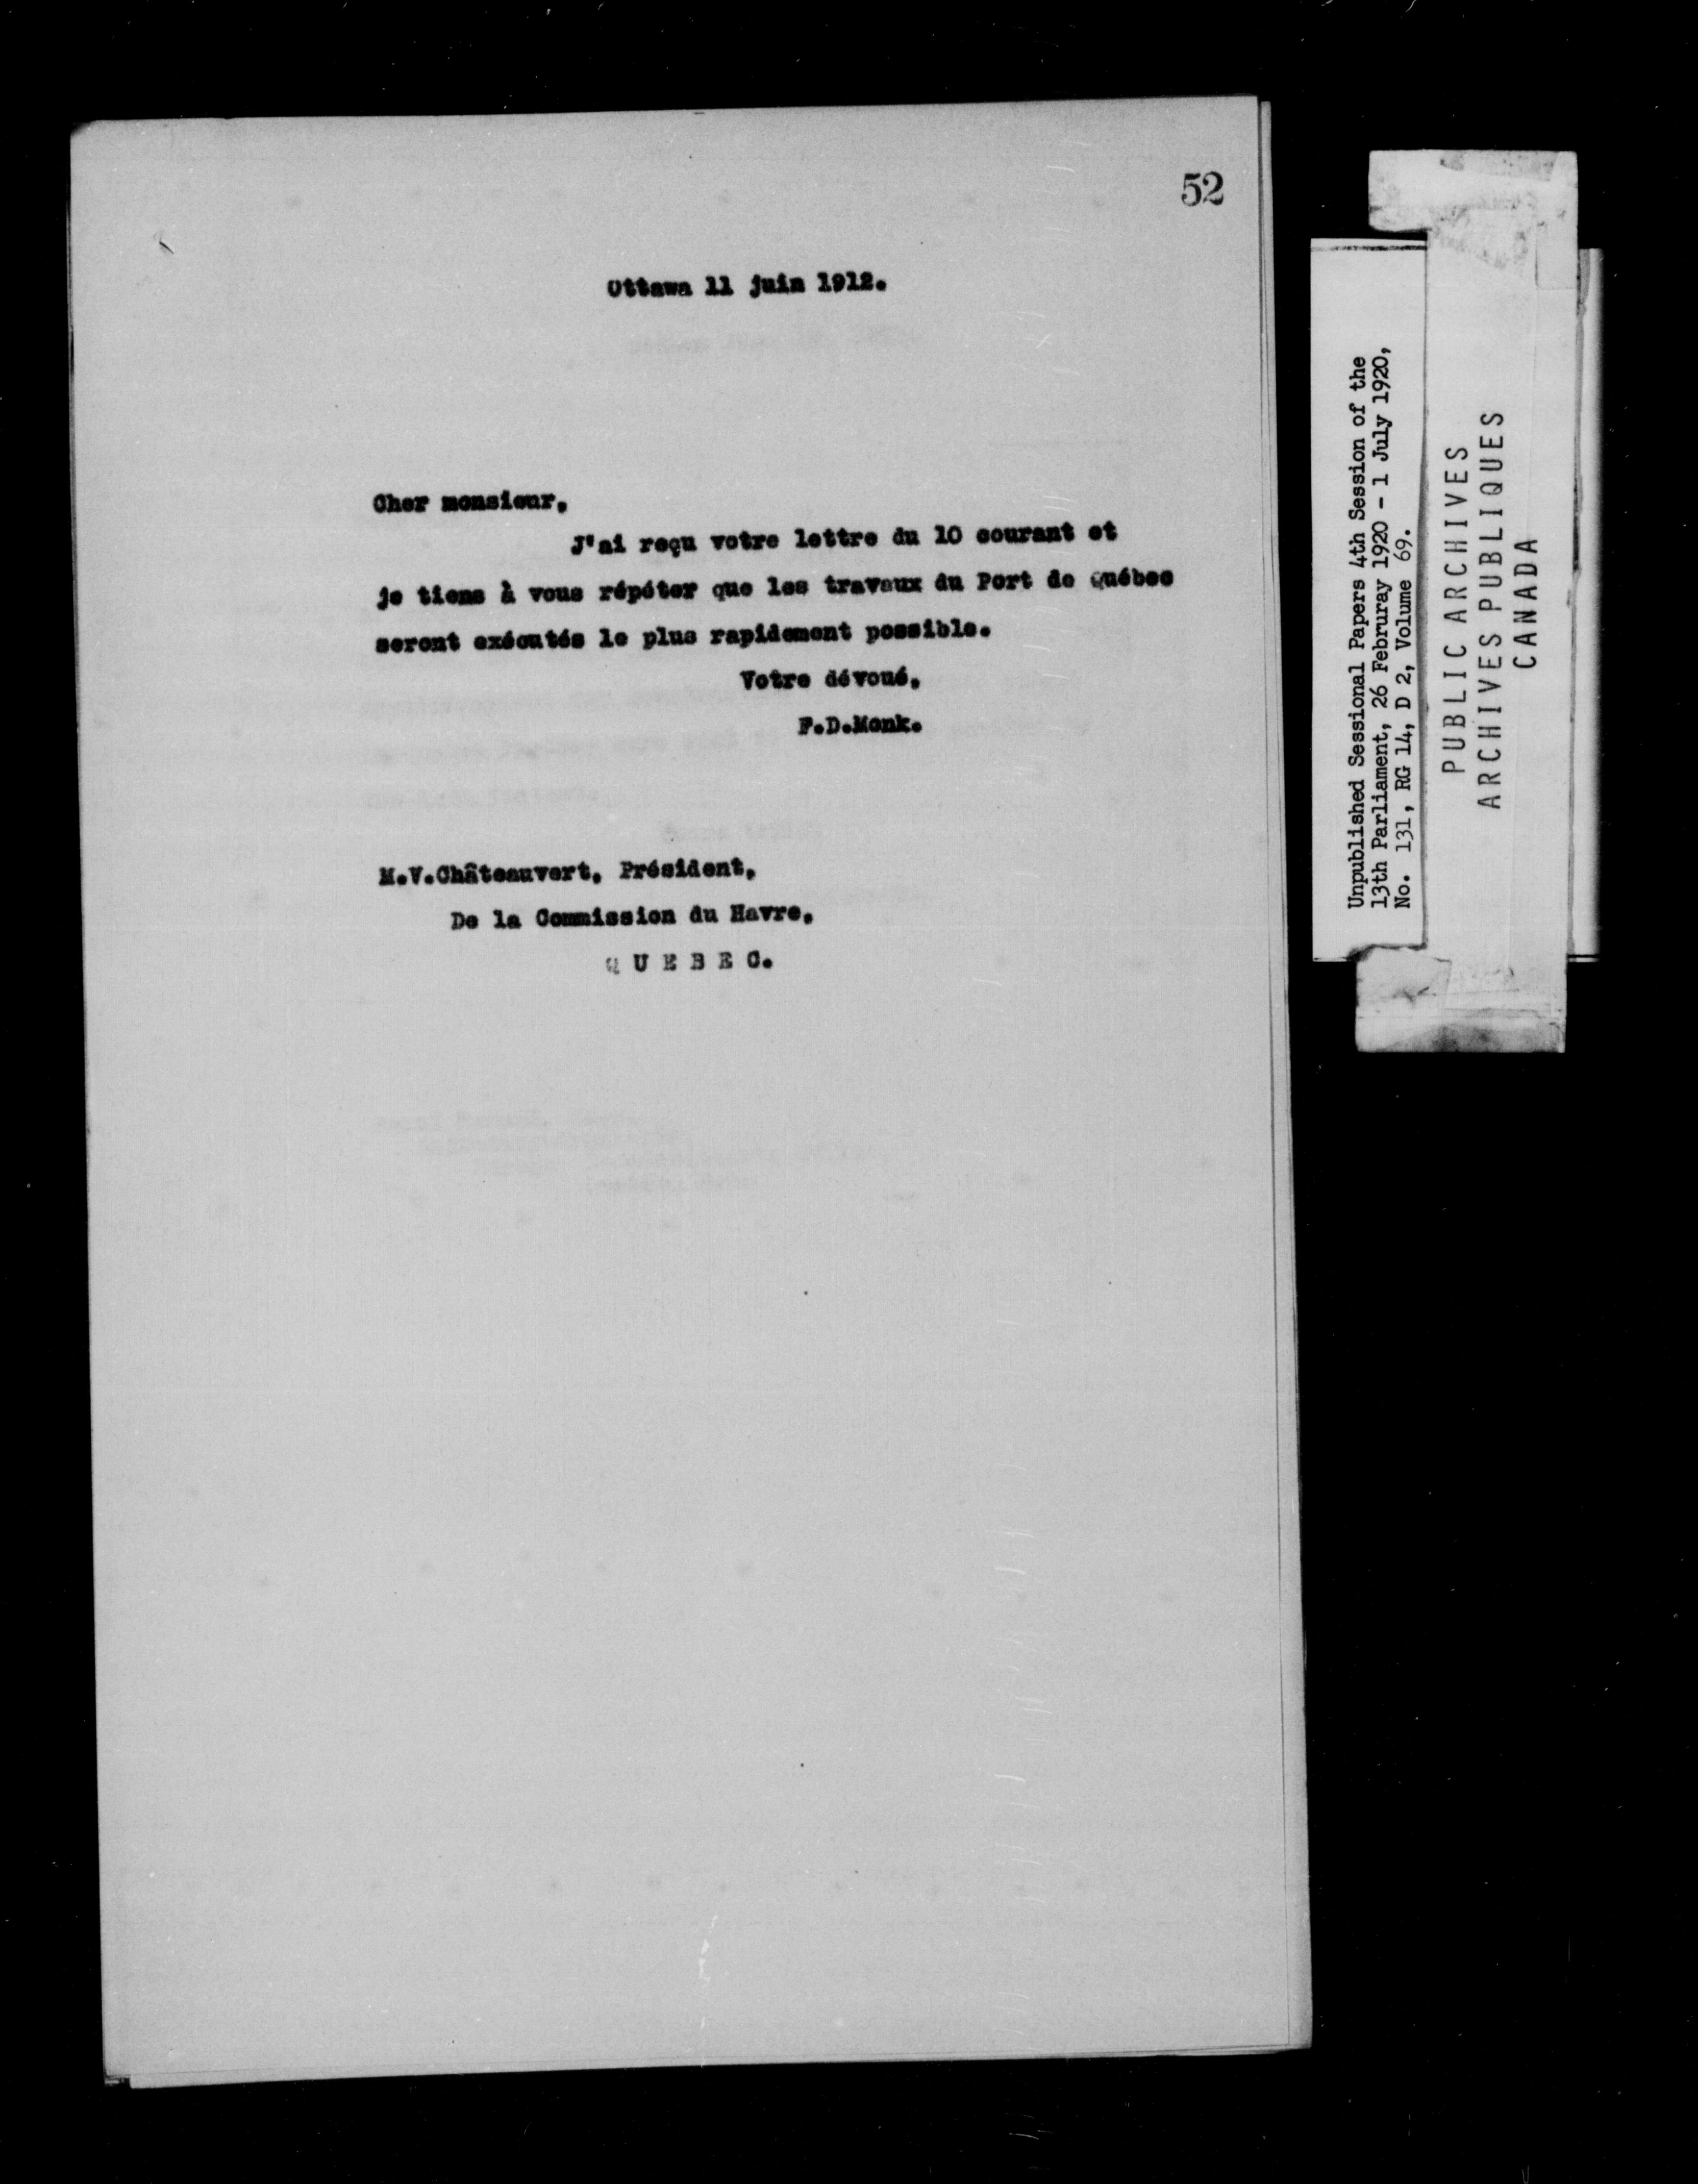 52
Ottawa 11 juin 1912.
Cher monsieur,
J'ai reçu votre lettre du 10 courant et
je tiens à vous répéter que les travaux du Port de Québec
seront exécutés le plus rapidement possible.
Votre dévoué,
F.D.Monk.
M.V.Châteauvert, Président,
De la Commission du Havre,
Q U E B E C.
Unpublished Sessional Papers 4th Session of the
13th Parliament, 26 Februray 1920 - 1 July 1920,
No. 131, RG 14, D 2, Volume 69.
PUBLIC ARCHIVES
ARCHIVES PUBLIQUES
CANADA